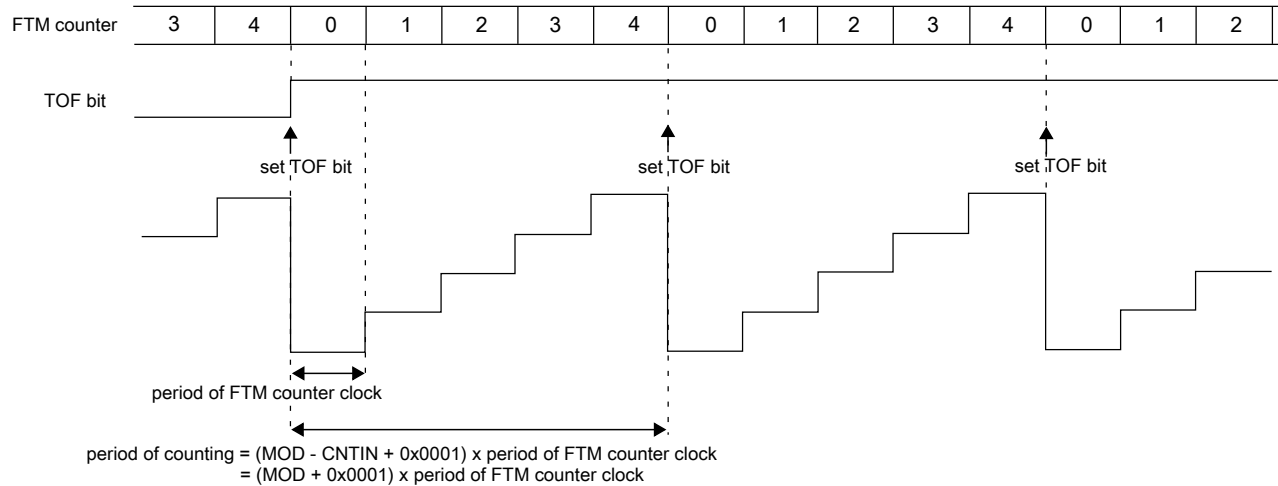 FTM counter 3 4 0 1 2 3 4 0 1 2 3 4 0 1 2
TOF bit
set TOF bit set TOF bit set TOF bit
period of FTM counter clock
period of counting = (MOD - CNTIN + 0x0001) x period of FTM counter clock
= (MOD + 0x0001) x period of FTM counter clock